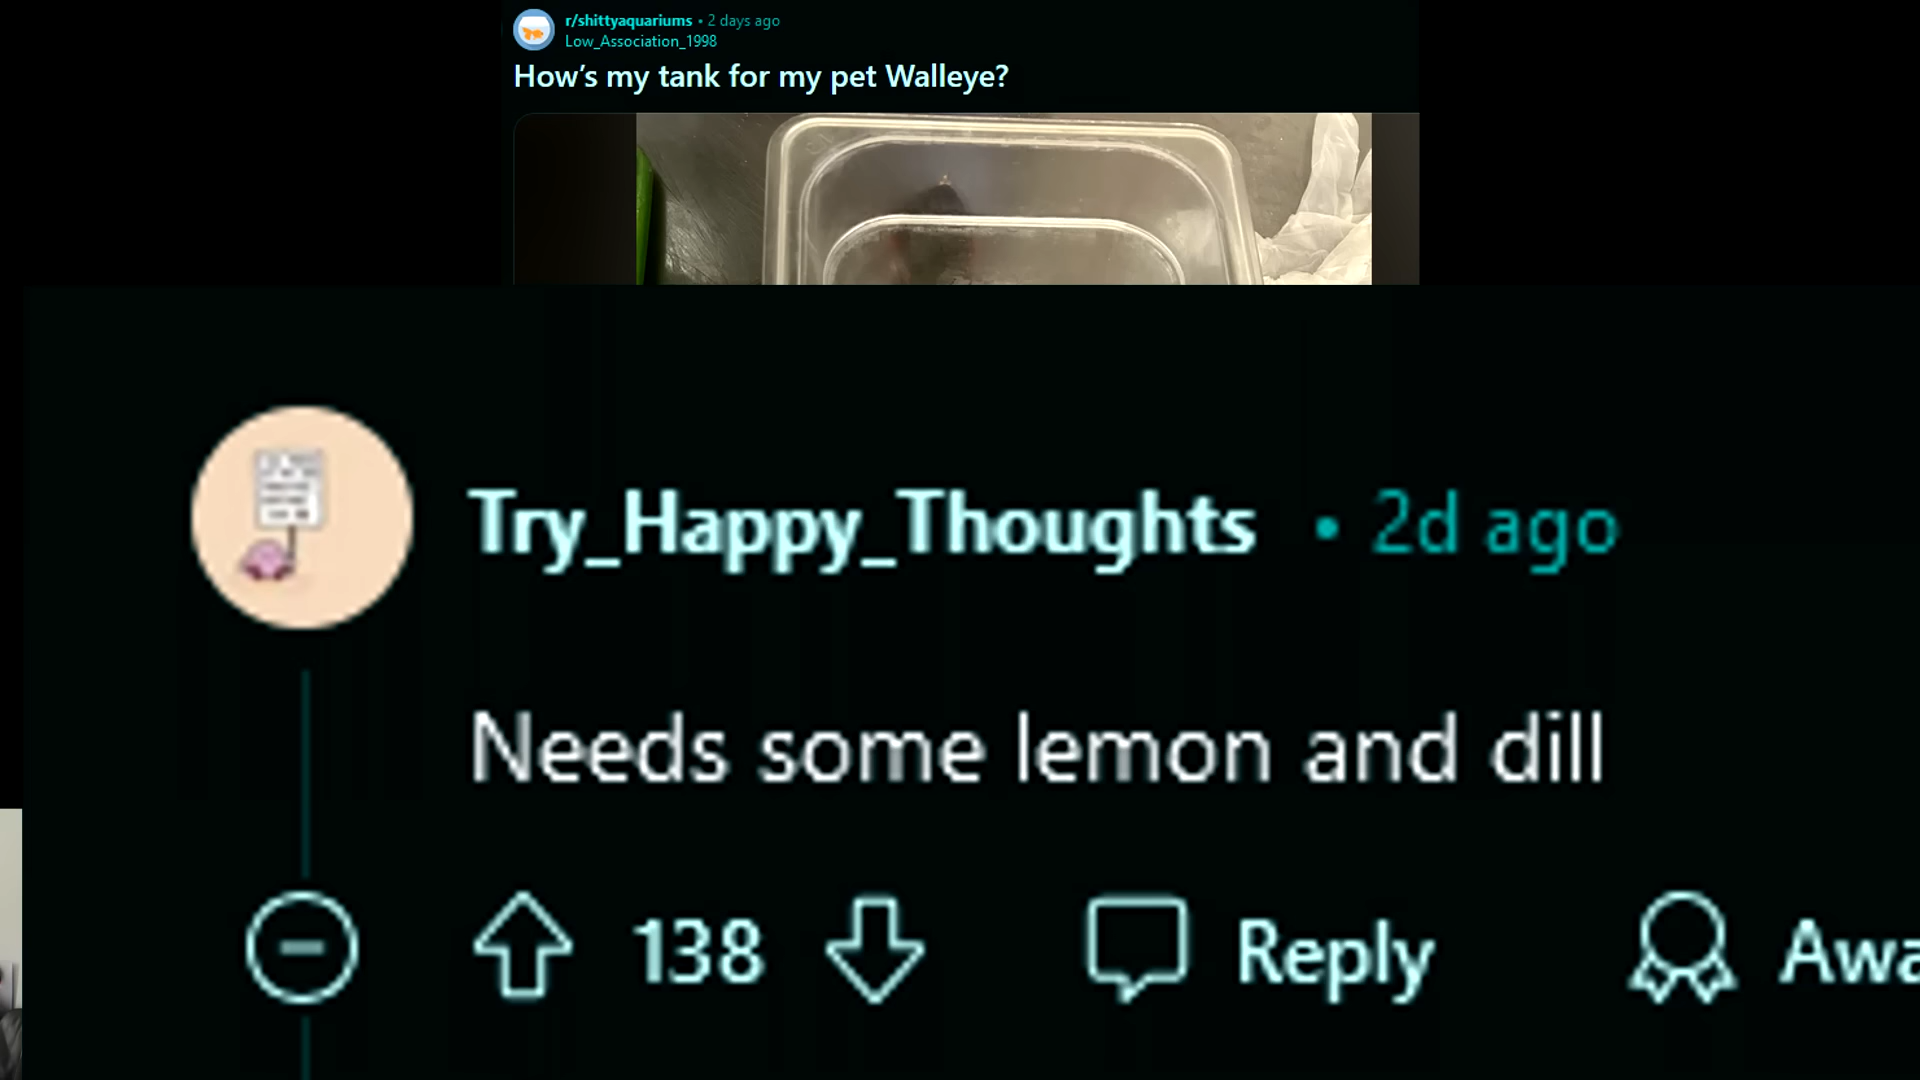 r/shittyaquariums • 2 days ago
Low_Association_1998
How’s my tank for my pet Walleye?
Try_Happy_Thoughts • 2d ago
Needs some lemon and dill
138 Reply